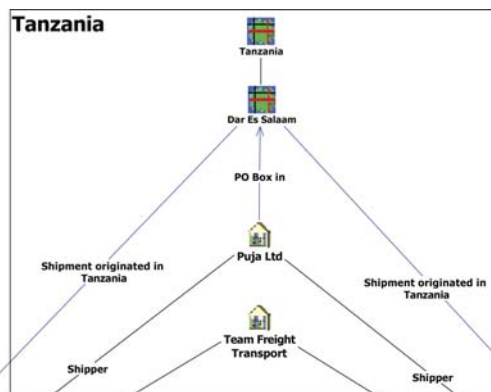 Tanzania
Tanzania
Dar Es Salaam
PO Box in
Puja Ltd
Shipment originated in
Tanzania
Shipment originated in
Tanzania
Team Freight
Transport
Shipper
Shipper